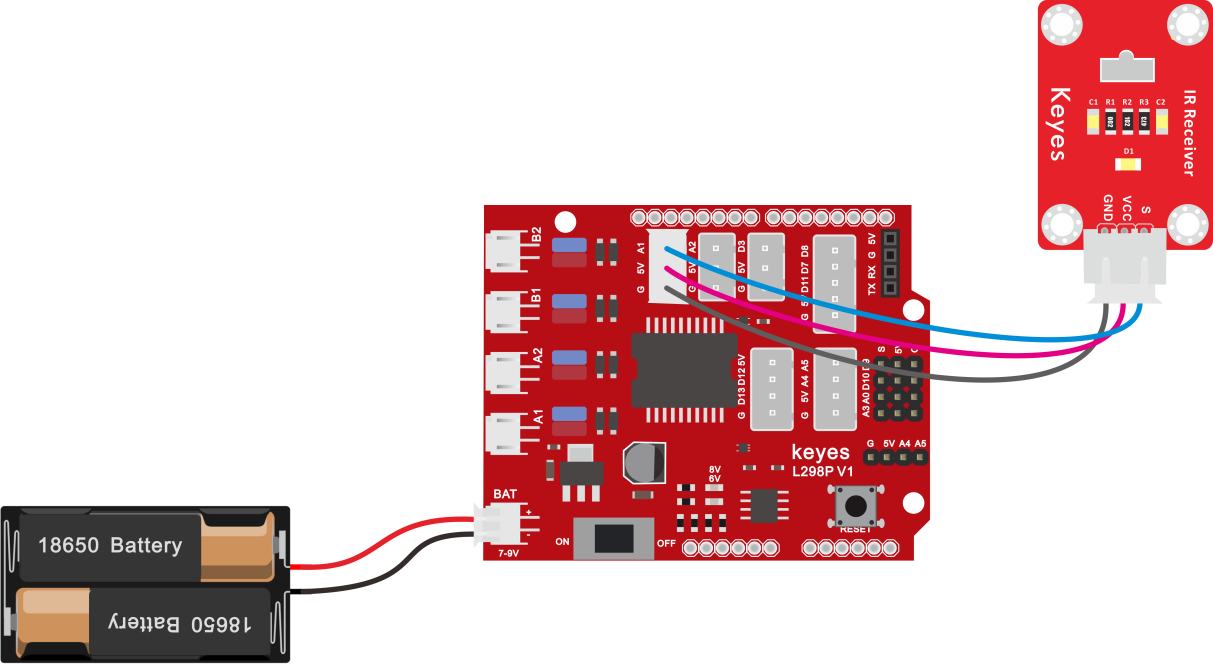 Keyes
IR Receiver
C1 R1 R2 R3 C2
D1
GND VCC S
B2
B1
A2
A1
A1 5V G
A2 5V G
D3 5V G
D8 D7 D11 5 G
5V G RX TX
5V D12 D13 G
A5 A4 5V G
S 5V
D9
D10
A0
A3
G 5V A4 A5
keyes
L298P V1
8V
6V
BAT
+
-
7-9V
ON OFF
RESET
18650 Battery
18650 Battery